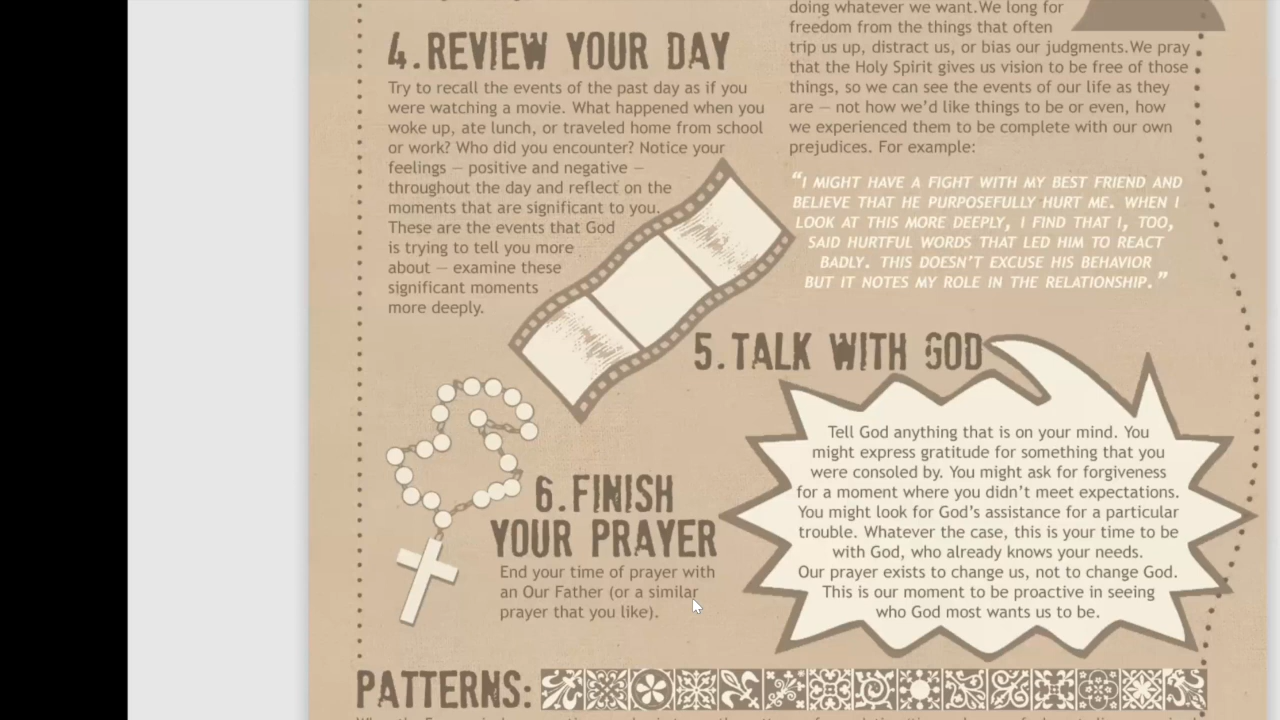 doing whatever we want.We long for
freedom from the things that often
trip us up, distract us, or bias our judgments.We pray
that the Holy Spirit gives us vision to be free of those
things, so we can see the events of our life as they
are — not how we’d like things to be or even, how
we experienced them to be complete with our own
prejudices. For example:
“I MIGHT HAVE A FIGHT WITH MY BEST FRIEND AND
BELIEVE THAT HE PURPOSEFULLY HURT ME. WHEN I
LOOK AT THIS MORE DEEPLY, I FIND THAT I, TOO,
SAID HURTFUL WORDS THAT LED HIM TO REACT
BADLY. THIS DOESN’T EXCUSE HIS BEHAVIOR
BUT IT NOTES MY ROLE IN THE RELATIONSHIP.”
4. REVIEW YOUR DAY
Try to recall the events of the past day as if you
were watching a movie. What happened when you
woke up, ate lunch, or traveled home from school
or work? Who did you encounter? Notice your
feelings — positive and negative —
throughout the day and reflect on the
moments that are significant to you.
These are the events that God
is trying to tell you more
about — examine these
significant moments
more deeply.
5. TALK WITH GOD
Tell God anything that is on your mind. You
might express gratitude for something that you
were consoled by. You might ask for forgiveness
for a moment where you didn’t meet expectations.
You might look for God’s assistance for a particular
trouble. Whatever the case, this is your time to be
with God, who already knows your needs.
Our prayer exists to change us, not to change God.
This is our moment to be proactive in seeing
who God most wants us to be.
6. FINISH
YOUR PRAYER
End your time of prayer with
an Our Father (or a similar
prayer that you like).
PATTERNS: